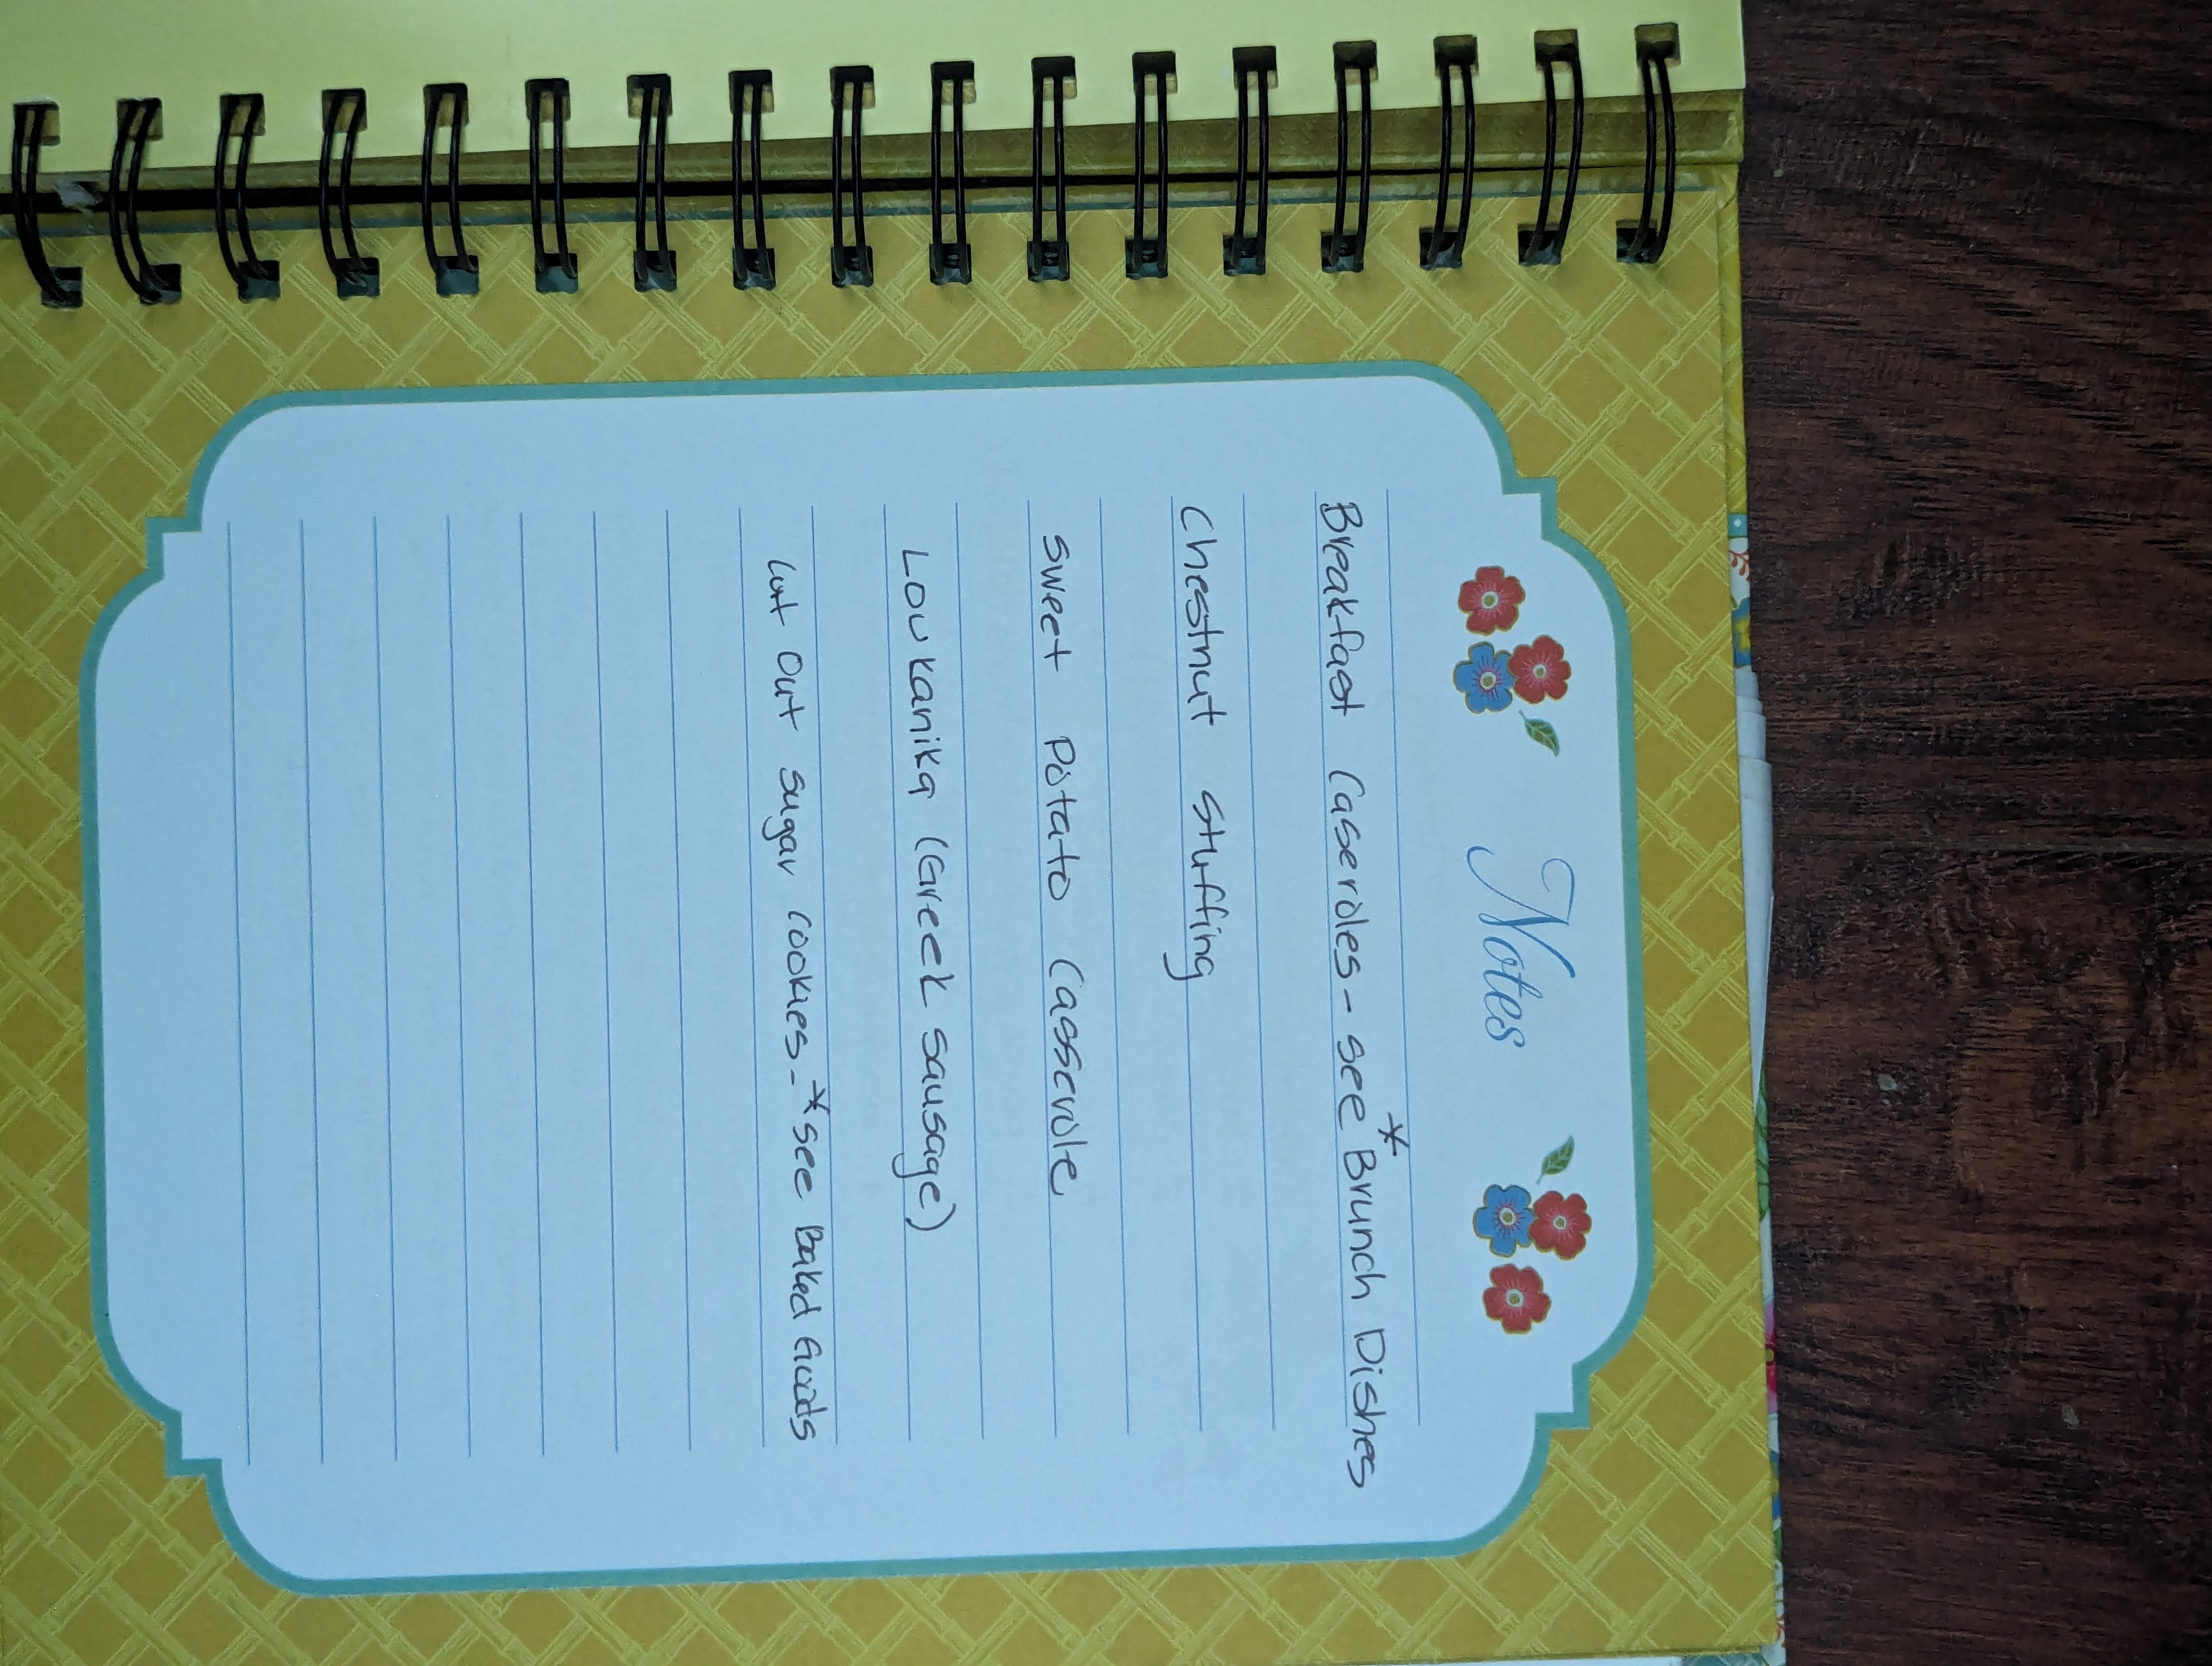 Notes
Breakfast Caseroles - see *Brunch Dishes
Chestnut stuffing
Sweet Potato Casserole
Loukanika (Greek sausage)
Cut Out sugar cookies - *see Baked Goods